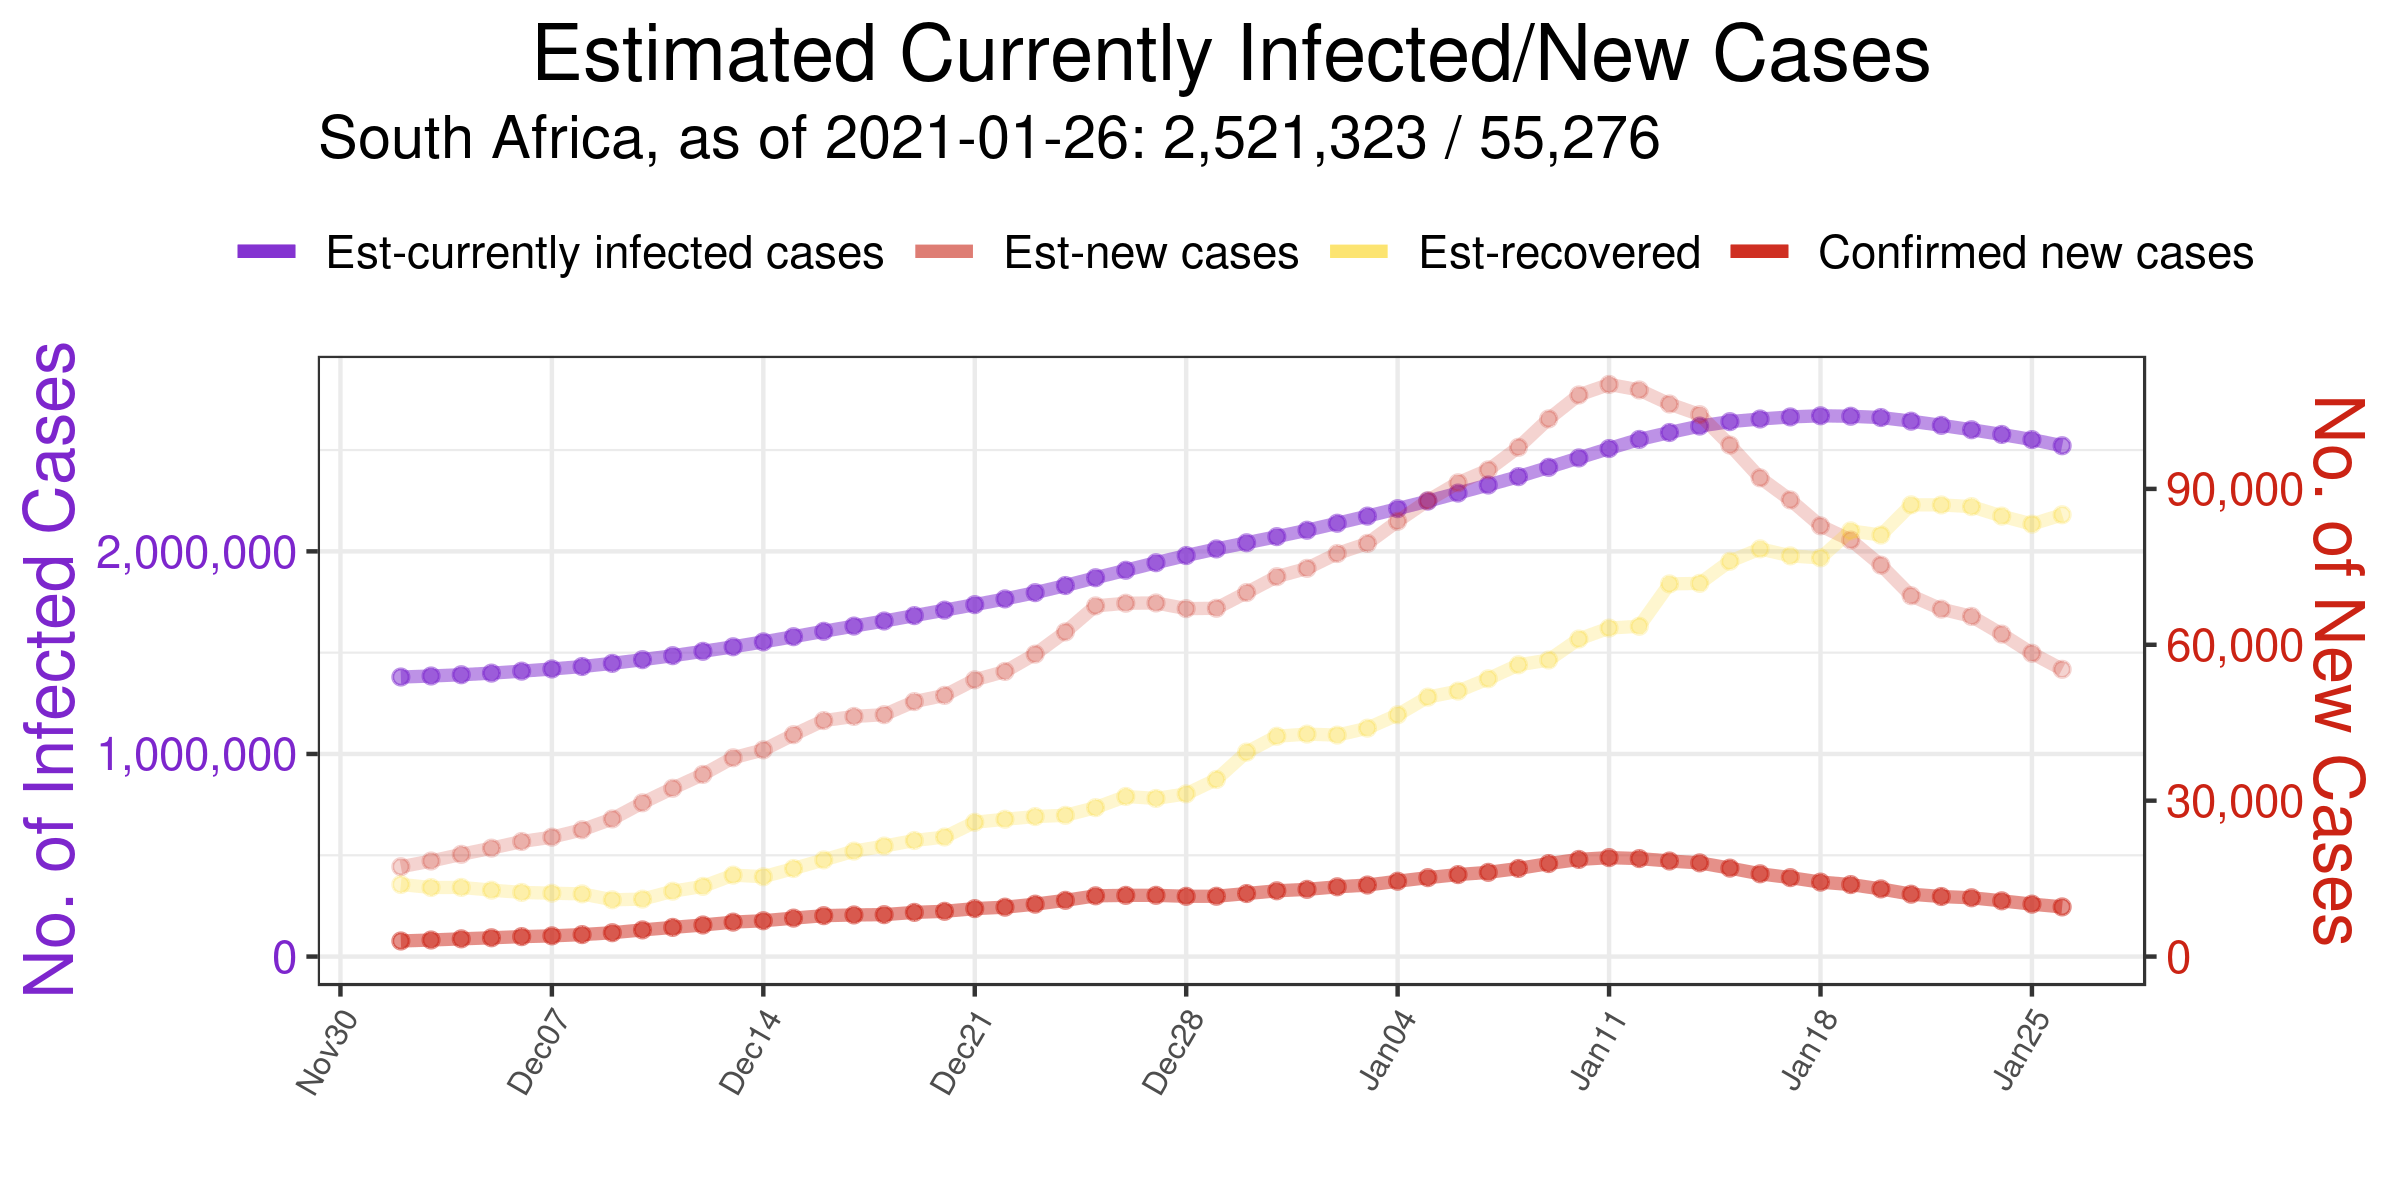 Estimated Currently Infected/New Cases
South Africa, as of 2021-01-26: 2,521,323 / 55,276
Est-currently infected cases Est-new cases Est-recovered Confirmed new cases
No. of Infected Cases
2,000,000
1,000,000
0
90,000
60,000
30,000
0
No. of New Cases
Nov30 Dec07 Dec14 Dec21 Dec28 Jan04 Jan11 Jan18 Jan25